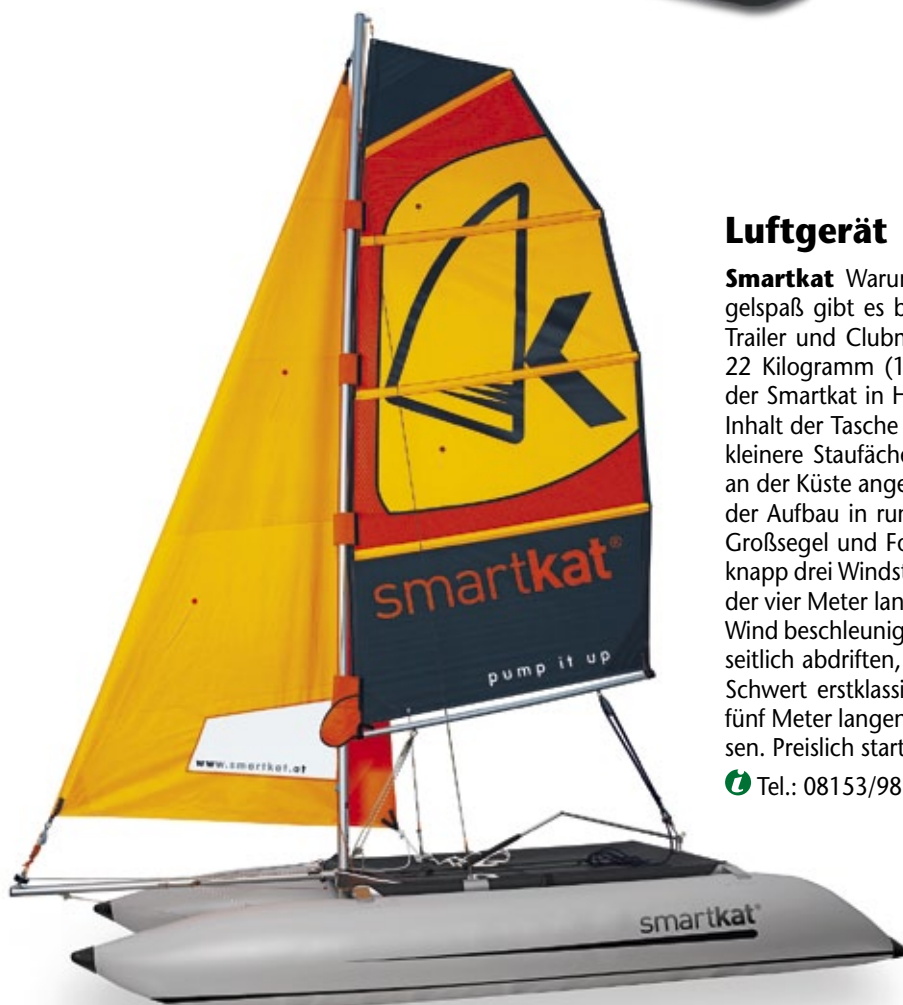 smartkat®
pump it up
www.smartkat.at
smartkat®
Luftgerät
Smartkat
gelspaß gibt es b
Trailer und Clubm
22 Kilogramm (1
der Smartkat in H
Inhalt der Tasche
kleinere Staufäche
an der Küste ange
der Aufbau in run
Großsegel und Fo
knapp drei Windst
der vier Meter lan
Wind beschleunig
seitlich abdriften,
Schwert erstklassi
fünf Meter langen
sen. Preislich start
Tel.: 08153/98